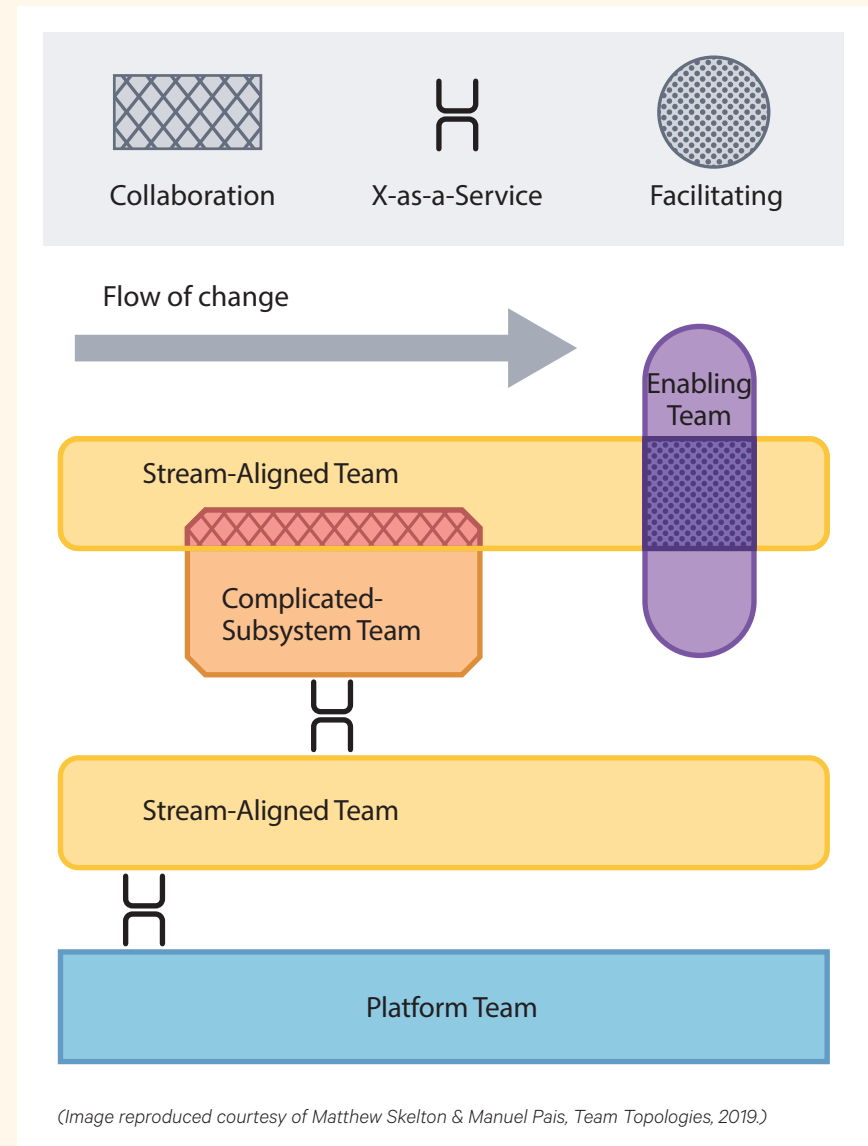 Collaboration
X-as-a-Service
Facilitating
Flow of change
Enabling
Team
Stream-Aligned Team
Complicated-
Subsystem Team
Stream-Aligned Team
Platform Team
(Image reproduced courtesy of Matthew Skelton & Manuel Pais, Team Topologies, 2019.)